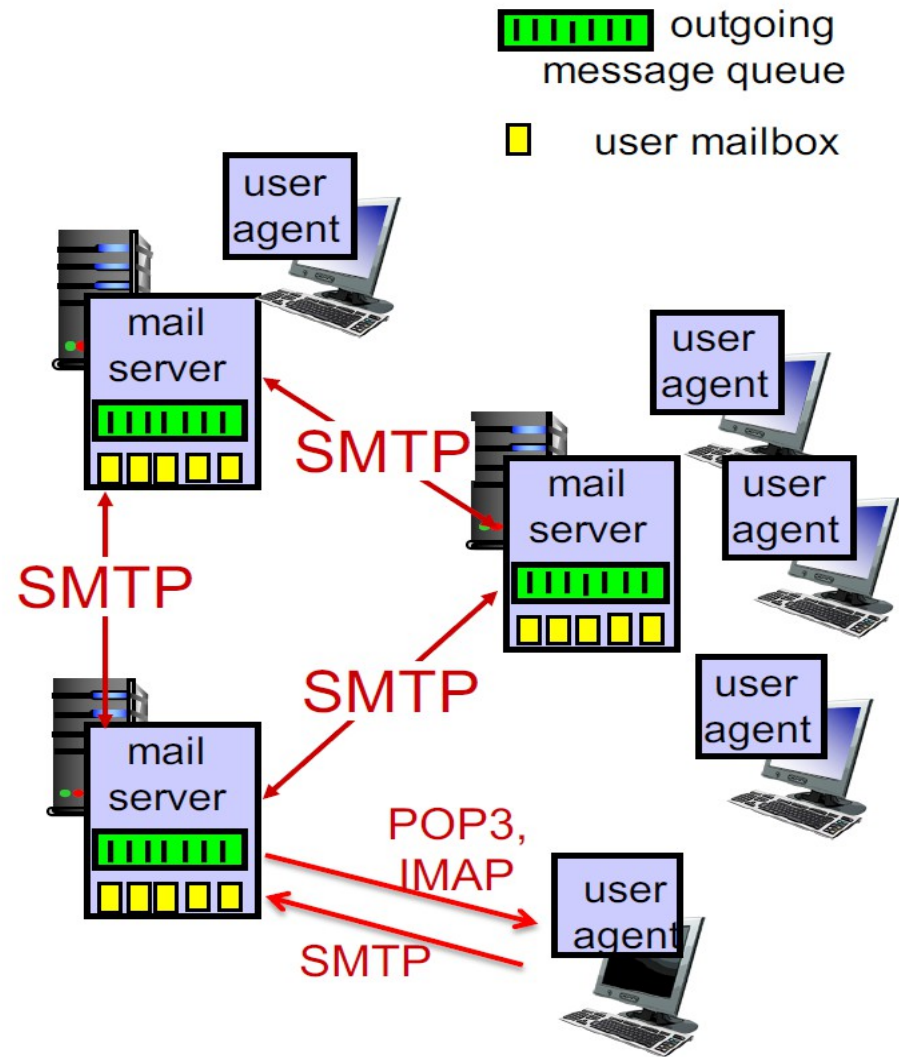 outgoing
message queue
user mailbox
user
agent
mail
server
user
agent
SMTP
mail
server
user
agent
SMTP
SMTP
user
agent
mail
server
POP3,
IMAP
user
agent
SMTP